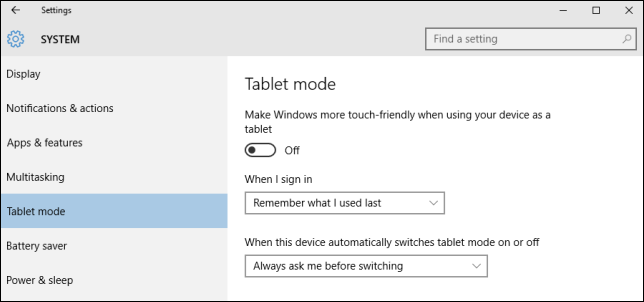 Settings
SYSTEM
Find a setting
Display
Notifications & actions
Apps & features
Multitasking
Tablet mode
Battery saver
Power & sleep
Tablet mode
Make Windows more touch-friendly when using your device as a
tablet
Off
When I sign in
Remember what I used last
When this device automatically switches tablet mode on or off
Always ask me before switching